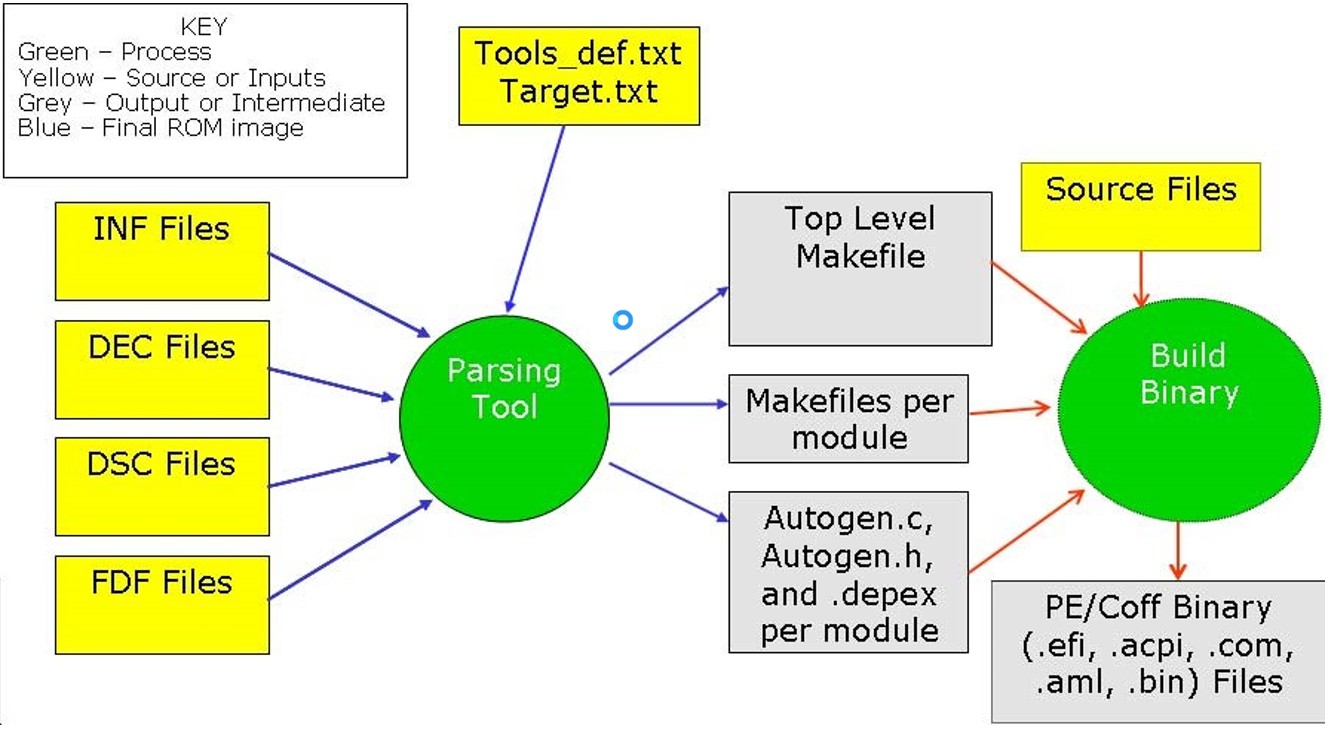 KEY
Green – Process
Yellow – Source or Inputs
Grey – Output or Intermediate
Blue – Final ROM image
Tools_def.txt
Target.txt
INF Files
DEC Files
DSC Files
FDF Files
Parsing
Tool
Top Level
Makefile
Makefiles per
module
Autogen.c,
Autogen.h,
and .depex
per module
Source Files
Build
Binary
PE/Coff Binary
(.efi, .acpi, .com,
.aml, .bin) Files